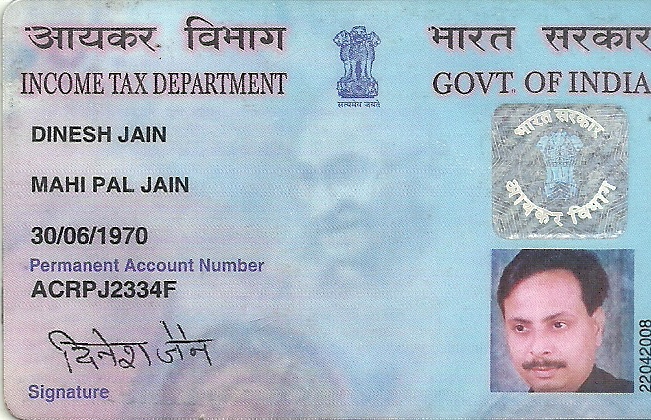 आयकर विभाग
भारत सरकार
INCOME TAX DEPARTMENT
GOVT. OF INDIA
सत्यमेव जयते
DINESH JAIN
भारत सरकार
आयकर विभाग
MAHI PAL JAIN
30/06/1970
Permanent Account Number
ACRPJ2334F
दिनेश जैन
Signature
22042008